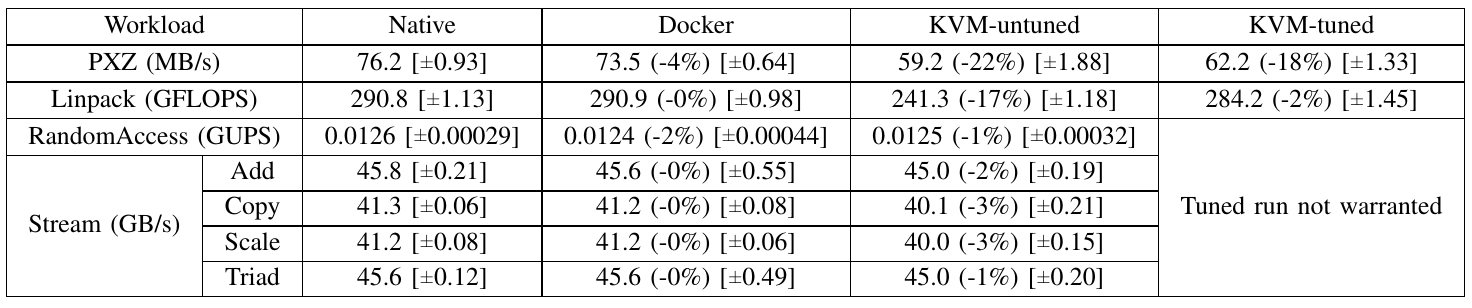 Workload Native Docker KVM-untuned KVM-tuned
PXZ (MB/s) 76.2 [±0.93] 73.5 (-4%) [±0.64] 59.2 (-22%) [±1.88] 62.2 (-18%) [±1.33]
Linpack (GFLOPS) 290.8 [±1.13] 290.9 (-0%) [±0.98] 241.3 (-17%) [±1.18] 284.2 (-2%) [±1.45]
RandomAccess (GUPS) 0.0126 [±0.00029] 0.0124 (-2%) [±0.00044] 0.0125 (-1%) [±0.00032]
Stream (GB/s)
Add 45.8 [±0.21] 45.6 (-0%) [±0.55] 45.0 (-2%) [±0.19]
Copy 41.3 [±0.06] 41.2 (-0%) [±0.08] 40.1 (-3%) [±0.21]
Scale 41.2 [±0.08] 41.2 (-0%) [±0.06] 40.0 (-3%) [±0.15]
Triad 45.6 [±0.12] 45.6 (-0%) [±0.49] 45.0 (-1%) [±0.20]
Tuned run not warranted